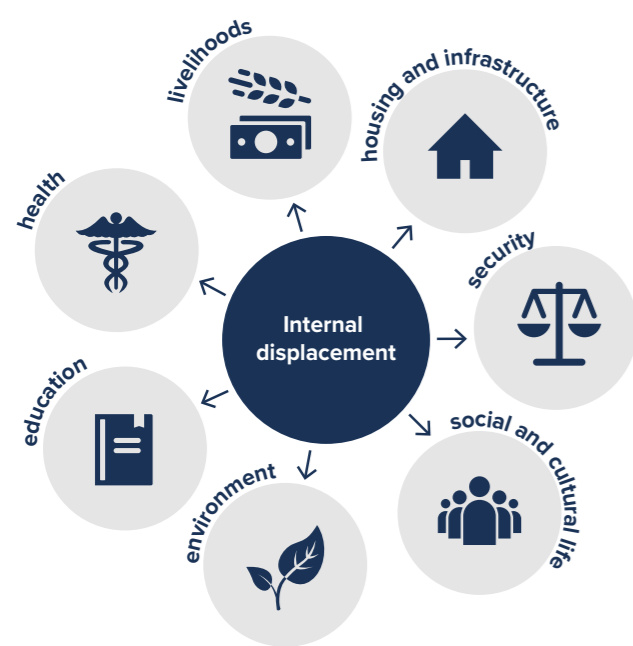 livelihoods
housing and infrastructure
health
security
Internal
displacement
education
social and cultural life
environment